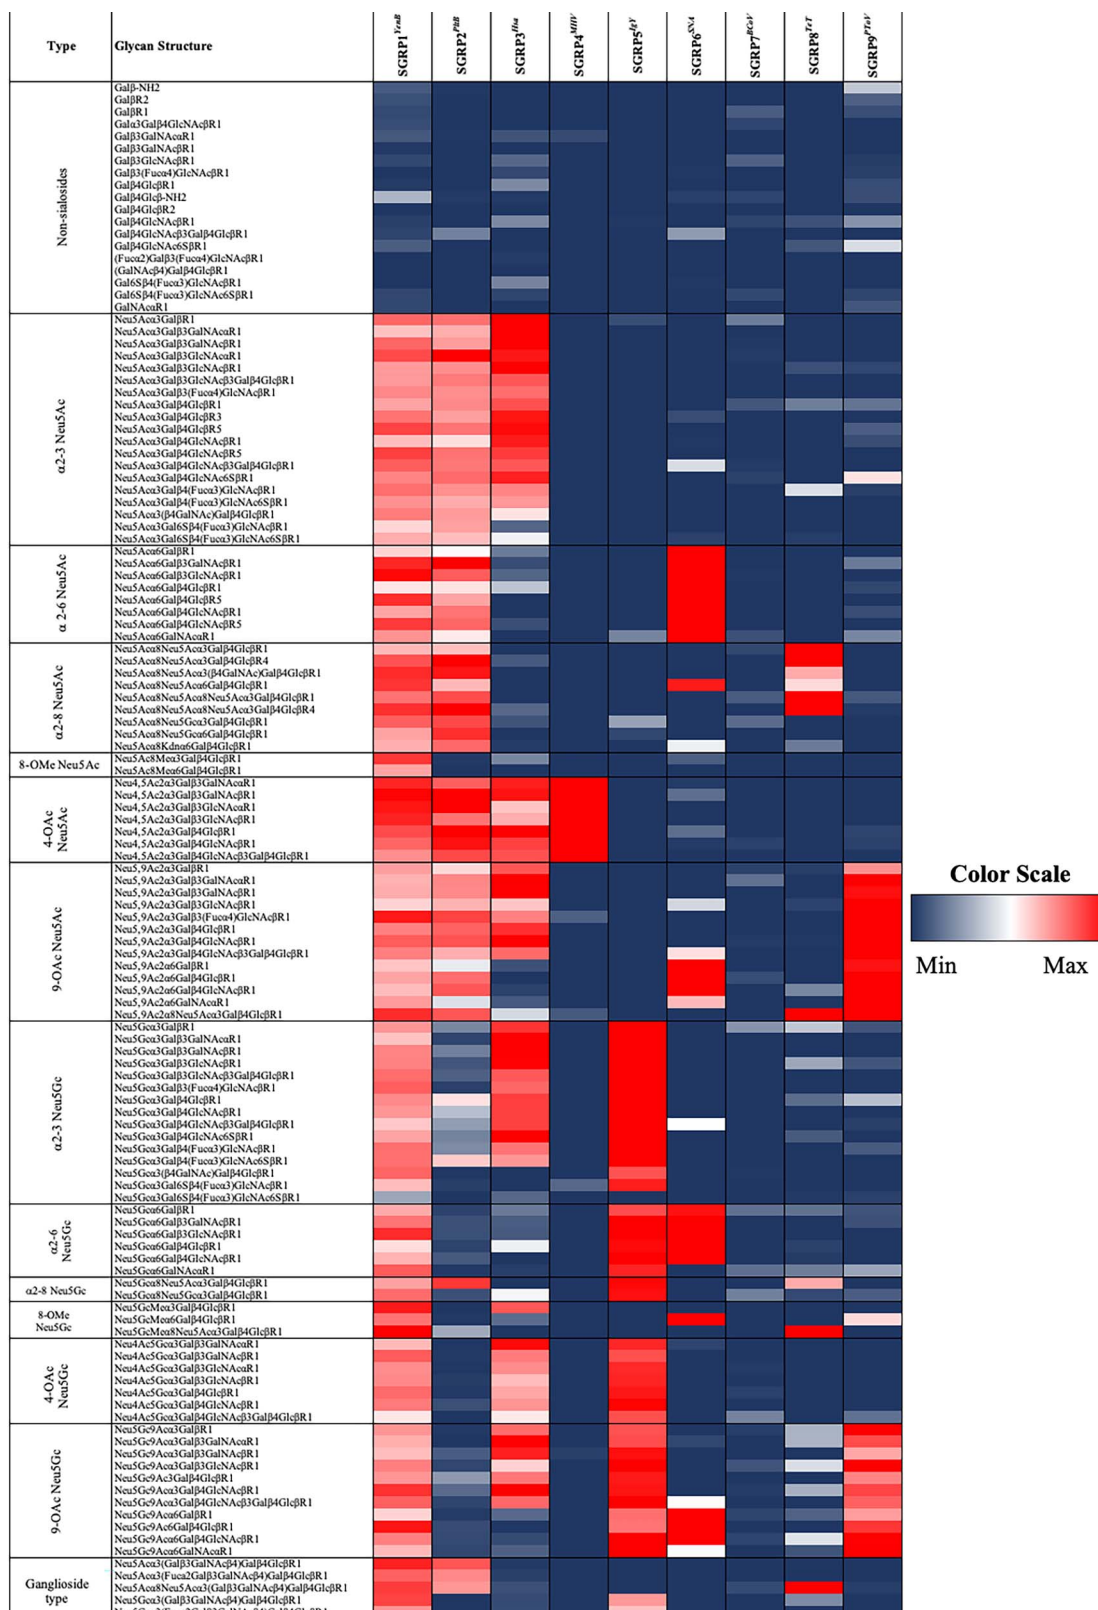 Type Glycan Structure SGRP1YenB SGRP2PltB SGRP3Hsa SGRP4MHV SGRP5IgY SGRP6SNA SGRP7BCoV SGRP8TeT SGRP9PToV
Non-sialosides
Galβ-NH2
GalβR2
GalβR1
Galα3Galβ4GlcNAcβR1
Galβ3GalNAcαR1
Galβ3GalNAcβR1
Galβ3GlcNAcβR1
Galβ3(Fucα4)GlcNAcβR1
Galβ4GlcβR1
Galβ4Glcβ-NH2
Galβ4GlcβR2
Galβ4GlcNAcβR1
Galβ4GlcNAcβ3Galβ4GlcβR1
Galβ4GlcNAc6SβR1
(Fucα2)Galβ3(Fucα4)GlcNAcβR1
(GalNAcβ4)Galβ4GlcβR1
Gal6Sβ4(Fucα3)GlcNAcβR1
Gal6Sβ4(Fucα3)GlcNAc6SβR1
GalNAcαR1
α2-3 Neu5Ac
Neu5Acα3GalβR1
Neu5Acα3Galβ3GalNAcαR1
Neu5Acα3Galβ3GalNAcβR1
Neu5Acα3Galβ3GlcNAcαR1
Neu5Acα3Galβ3GlcNAcβR1
Neu5Acα3Galβ3GlcNAcβ3Galβ4GlcβR1
Neu5Acα3Galβ3(Fucα4)GlcNAcβR1
Neu5Acα3Galβ4GlcβR1
Neu5Acα3Galβ4GlcβR3
Neu5Acα3Galβ4GlcβR5
Neu5Acα3Galβ4GlcNAcβR1
Neu5Acα3Galβ4GlcNAcβR5
Neu5Acα3Galβ4GlcNAcβ3Galβ4GlcβR1
Neu5Acα3Galβ4GlcNAc6SβR1
Neu5Acα3Galβ4(Fucα3)GlcNAcβR1
Neu5Acα3Galβ4(Fucα3)GlcNAc6SβR1
Neu5Acα3(β4GalNAc)Galβ4GlcβR1
Neu5Acα3Gal6Sβ4(Fucα3)GlcNAcβR1
Neu5Acα3Gal6Sβ4(Fucα3)GlcNAc6SβR1
α 2-6 Neu5Ac
Neu5Acα6GalβR1
Neu5Acα6Galβ3GalNAcβR1
Neu5Acα6Galβ3GlcNAcβR1
Neu5Acα6Galβ4GlcβR1
Neu5Acα6Galβ4GlcβR5
Neu5Acα6Galβ4GlcNAcβR1
Neu5Acα6Galβ4GlcNAcβR5
Neu5Acα6GalNAcαR1
α2-8 Neu5Ac
Neu5Acα8Neu5Acα3Galβ4GlcβR1
Neu5Acα8Neu5Acα3Galβ4GlcβR4
Neu5Acα8Neu5Acα3(β4GalNAc)Galβ4GlcβR1
Neu5Acα8Neu5Acα6Galβ4GlcβR1
Neu5Acα8Neu5Acα8Neu5Acα3Galβ4GlcβR1
Neu5Acα8Neu5Acα8Neu5Acα3Galβ4GlcβR4
Neu5Acα8Neu5Gcα3Galβ4GlcβR1
Neu5Acα8Neu5Gcα6Galβ4GlcβR1
Neu5Acα8Kdnα6Galβ4GlcβR1
8-OMe Neu5Ac
Neu5Ac8Meα3Galβ4GlcβR1
Neu5Ac8Meα6Galβ4GlcβR1
4-OAc
Neu5Ac
Neu4,5Ac2α3Galβ3GalNAcαR1
Neu4,5Ac2α3Galβ3GalNAcβR1
Neu4,5Ac2α3Galβ3GlcNAcαR1
Neu4,5Ac2α3Galβ3GlcNAcβR1
Neu4,5Ac2α3Galβ4GlcβR1
Neu4,5Ac2α3Galβ4GlcNAcβR1
Neu4,5Ac2α3Galβ4GlcNAcβ3Galβ4GlcβR1
9-OAc Neu5Ac
Neu5,9Ac2α3GalβR1
Neu5,9Ac2α3Galβ3GalNAcαR1
Neu5,9Ac2α3Galβ3GalNAcβR1
Neu5,9Ac2α3Galβ3GlcNAcβR1
Neu5,9Ac2α3Galβ3(Fucα4)GlcNAcβR1
Neu5,9Ac2α3Galβ4GlcβR1
Neu5,9Ac2α3Galβ4GlcNAcβR1
Neu5,9Ac2α3Galβ4GlcNAcβ3Galβ4GlcβR1
Neu5,9Ac2α6GalβR1
Neu5,9Ac2α6Galβ4GlcβR1
Neu5,9Ac2α6Galβ4GlcNAcβR1
Neu5,9Ac2α6GalNAcαR1
Neu5,9Ac2α8Neu5Acα3Galβ4GlcβR1
α2-3 Neu5Gc
Neu5Gcα3GalβR1
Neu5Gcα3Galβ3GalNAcαR1
Neu5Gcα3Galβ3GalNAcβR1
Neu5Gcα3Galβ3GlcNAcβR1
Neu5Gcα3Galβ3GlcNAcβ3Galβ4GlcβR1
Neu5Gcα3Galβ3(Fucα4)GlcNAcβR1
Neu5Gcα3Galβ4GlcβR1
Neu5Gcα3Galβ4GlcNAcβR1
Neu5Gcα3Galβ4GlcNAcβ3Galβ4GlcβR1
Neu5Gcα3Galβ4GlcNAc6SβR1
Neu5Gcα3Galβ4(Fucα3)GlcNAcβR1
Neu5Gcα3Galβ4(Fucα3)GlcNAc6SβR1
Neu5Gcα3(β4GalNAc)Galβ4GlcβR1
Neu5Gcα3Gal6Sβ4(Fucα3)GlcNAcβR1
Neu5Gcα3Gal6Sβ4(Fucα3)GlcNAc6SβR1
α2-6
Neu5Gc
Neu5Gcα6GalβR1
Neu5Gcα6Galβ3GalNAcβR1
Neu5Gcα6Galβ3GlcNAcβR1
Neu5Gcα6Galβ4GlcβR1
Neu5Gcα6Galβ4GlcNAcβR1
Neu5Gcα6GalNAcαR1
α2-8 Neu5Gc
Neu5Gcα8Neu5Acα3Galβ4GlcβR1
Neu5Gcα8Neu5Gcα3Galβ4GlcβR1
8-OMe
Neu5Gc
Neu5GcMeα3Galβ4GlcβR1
Neu5GcMeα6Galβ4GlcβR1
Neu5GcMeα8Neu5Acα3Galβ4GlcβR1
4-OAc
Neu5Gc
Neu4Ac5Gcα3Galβ3GalNAcαR1
Neu4Ac5Gcα3Galβ3GalNAcβR1
Neu4Ac5Gcα3Galβ3GlcNAcαR1
Neu4Ac5Gcα3Galβ3GlcNAcβR1
Neu4Ac5Gcα3Galβ4GlcβR1
Neu4Ac5Gcα3Galβ4GlcNAcβR1
Neu4Ac5Gcα3Galβ4GlcNAcβ3Galβ4GlcβR1
9-OAc Neu5Gc
Neu5Gc9Acα3GalβR1
Neu5Gc9Acα3Galβ3GalNAcαR1
Neu5Gc9Acα3Galβ3GalNAcβR1
Neu5Gc9Acα3Galβ3GlcNAcβR1
Neu5Gc9Ac3Galβ4GlcβR1
Neu5Gc9Acα3Galβ4GlcNAcβR1
Neu5Gc9Acα3Galβ4GlcNAcβ3Galβ4GlcβR1
Neu5Gc9Acα6GalβR1
Neu5Gc9Ac6Galβ4GlcβR1
Neu5Gc9Acα6Galβ4GlcNAcβR1
Neu5Gc9Acα6GalNAcαR1
Ganglioside
type
Neu5Acα3(Galβ3GalNAcβ4)Galβ4GlcβR1
Neu5Acα3(Fucα2Galβ3GalNAcβ4)Galβ4GlcβR1
Neu5Acα8Neu5Acα3(Galβ3GalNAcβ4)Galβ4GlcβR1
Neu5Gcα3(Galβ3GalNAcβ4)Galβ4GlcβR1
Color Scale
Min Max